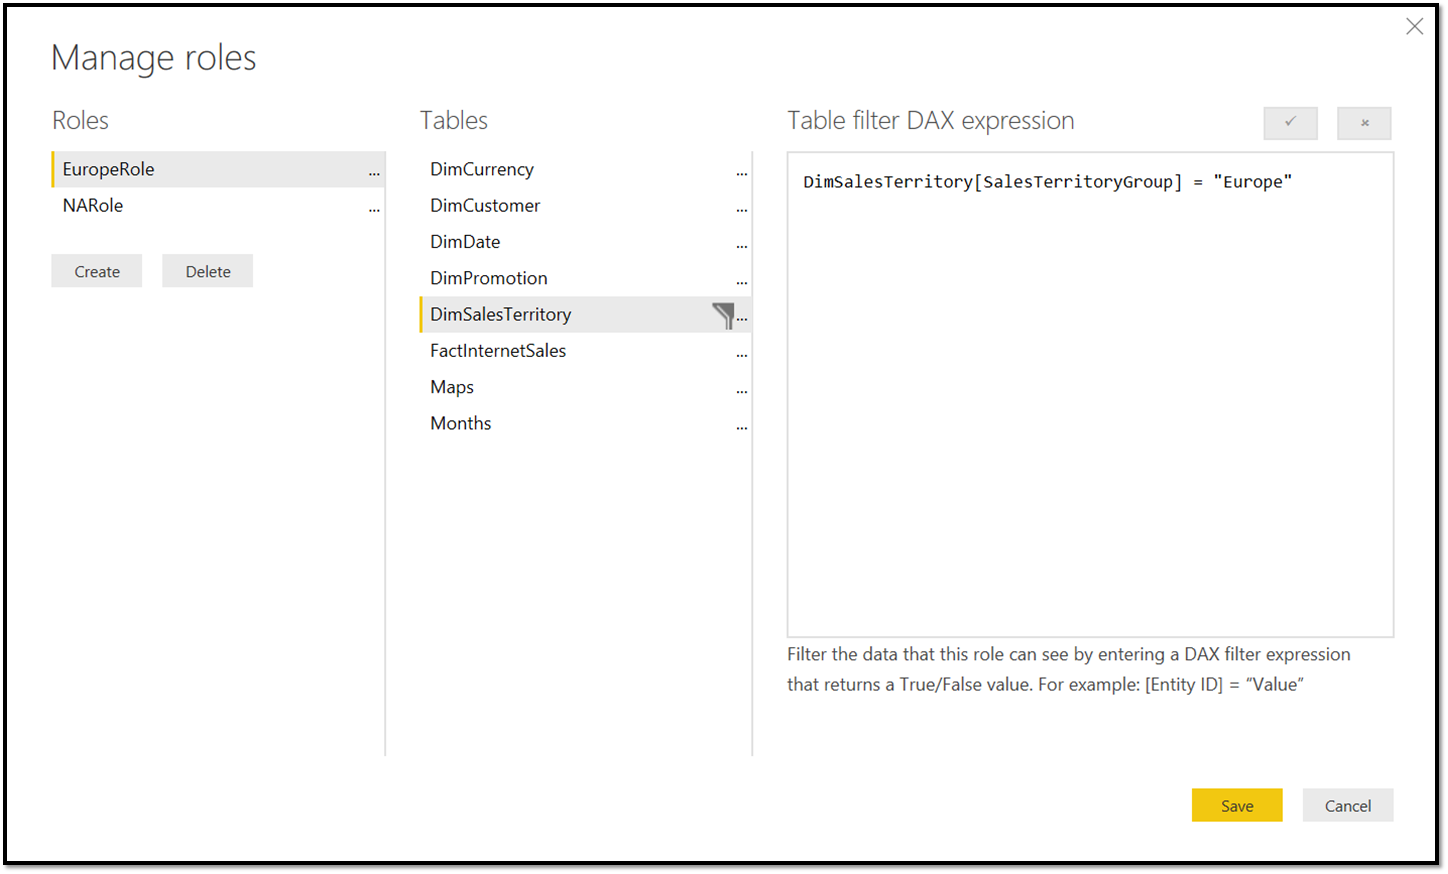 Manage roles
Roles
EuropeRole ...
NARole ...
Create Delete
Tables
DimCurrency ...
DimCustomer ...
DimDate ...
DimPromotion ...
DimSalesTerritory ...
FactInternetSales ...
Maps ...
Months ...
Table filter DAX expression
DimSalesTerritory[SalesTerritoryGroup] = "Europe"
Filter the data that this role can see by entering a DAX filter expression
that returns a True/False value. For example: [Entity ID] = “Value”
Save Cancel